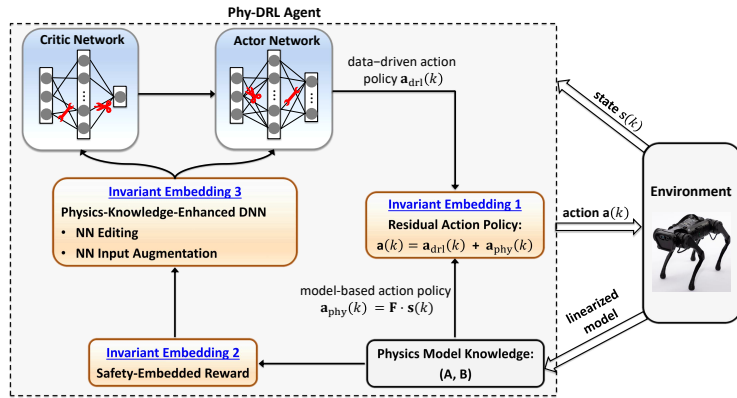 Phy-DRL Agent
Critic Network
Actor Network
data−driven action
policy a_drl(k)
Invariant Embedding 3
Physics-Knowledge-Enhanced DNN
• NN Editing
• NN Input Augmentation
Invariant Embedding 1
Residual Action Policy:
a(k) = a_drl(k) + a_phy(k)
model-based action policy
a_phy(k) = F · s(k)
Invariant Embedding 2
Safety-Embedded Reward
Physics Model Knowledge:
(A, B)
state s(k)
action a(k)
linearized
model
Environment